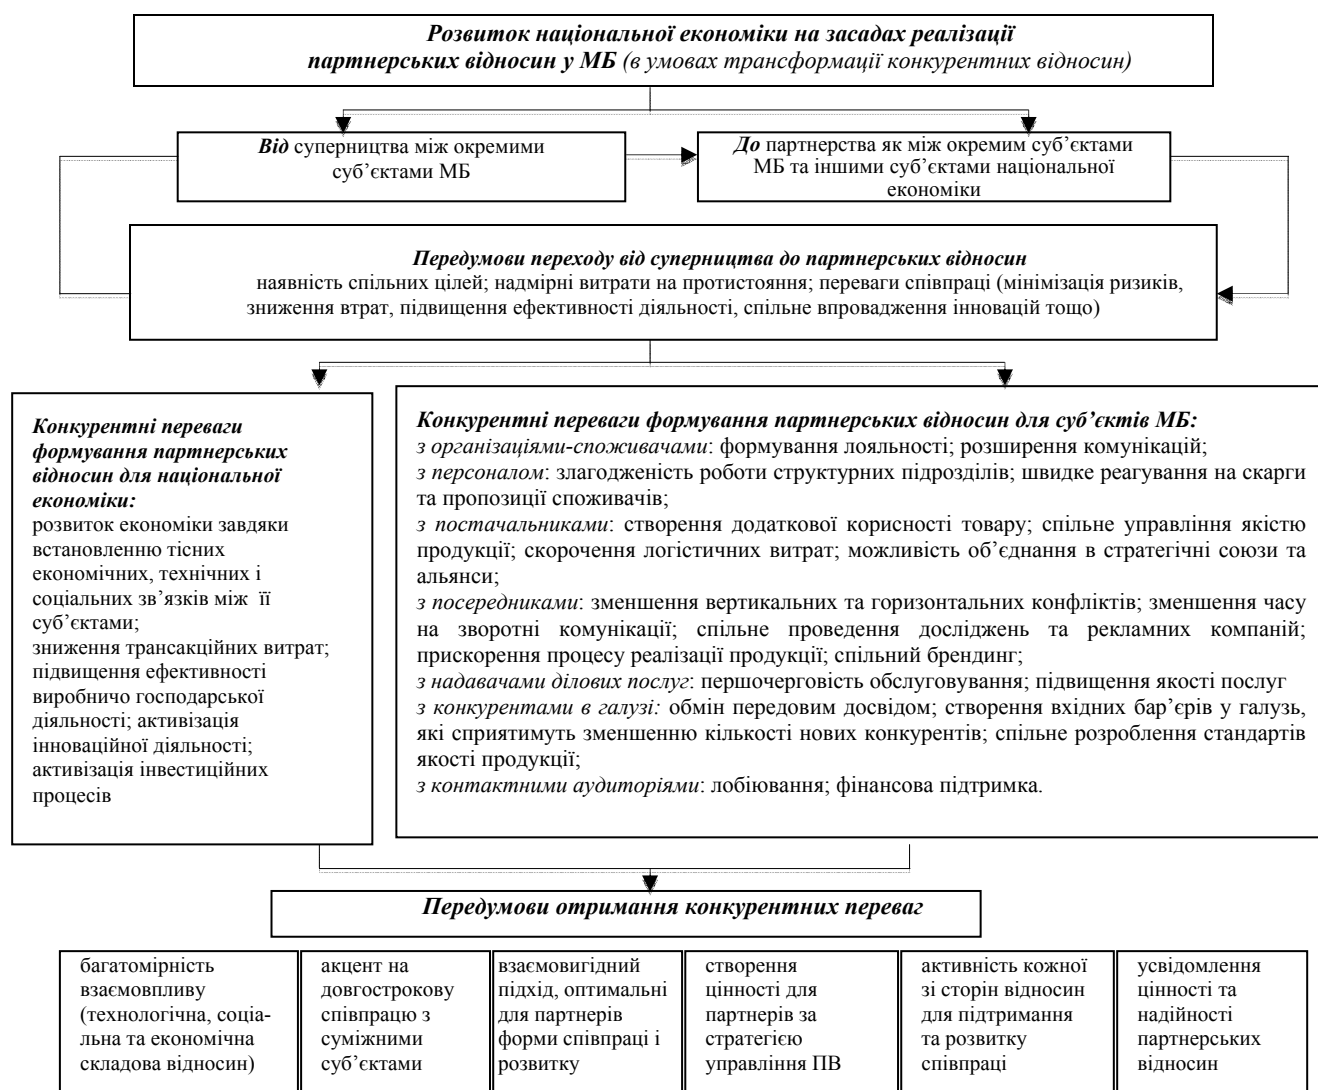 Розвиток національної економіки на засадах реалізації
партнерських відносин у МБ (в умовах трансформації конкурентних відносин)
Від суперництва між окремими
суб’єктами МБ
До партнерства як між окремим суб’єктами
МБ та іншими суб’єктами національної
економіки
Передумови переходу від суперництва до партнерських відносин
наявність спільних цілей; надмірні витрати на протистояння; переваги співпраці (мінімізація ризиків,
зниження втрат, підвищення ефективності діяльності, спільне впровадження інновацій тощо)
Конкурентні переваги
формування партнерських
відносин для національної
економіки:
розвиток економіки завдяки
встановленню тісних
економічних, технічних і
соціальних зв’язків між її
суб’єктами;
зниження трансакційних витрат;
підвищення ефективності
виробничо господарської
діяльності; активізація
інноваційної діяльності;
активізація інвестиційних
процесів
Конкурентні переваги формування партнерських відносин для суб’єктів МБ:
з організаціями-споживачами: формування лояльності; розширення комунікацій;
з персоналом: злагодженість роботи структурних підрозділів; швидке реагування на скарги
та пропозиції споживачів;
з постачальниками: створення додаткової корисності товару; спільне управління якістю
продукції; скорочення логістичних витрат; можливість об’єднання в стратегічні союзи та
альянси;
з посередниками: зменшення вертикальних та горизонтальних конфліктів; зменшення часу
на зворотні комунікації; спільне проведення досліджень та рекламних компаній;
прискорення процесу реалізації продукції; спільний брендинг;
з надавачами ділових послуг: першочерговість обслуговування; підвищення якості послуг
з конкурентами в галузі: обмін передовим досвідом; створення вхідних бар’єрів у галузь,
які сприятимуть зменшенню кількості нових конкурентів; спільне розроблення стандартів
якості продукції;
з контактними аудиторіями: лобіювання; фінансова підтримка.
Передумови отримання конкурентних переваг
багатомірність
взаємовпливу
(технологічна, соціа-
льна та економічна
складова відносин)
акцент на
довгострокову
співпрацю з
суміжними
суб’єктами
взаємовигідний
підхід, оптимальні
для партнерів
форми співпраці і
розвитку
створення
цінності для
партнерів за
стратегією
управління ПВ
активність кожної
зі сторін відносин
для підтримання
та розвитку
співпраці
усвідомлення
цінності та
надійності
партнерських
відносин